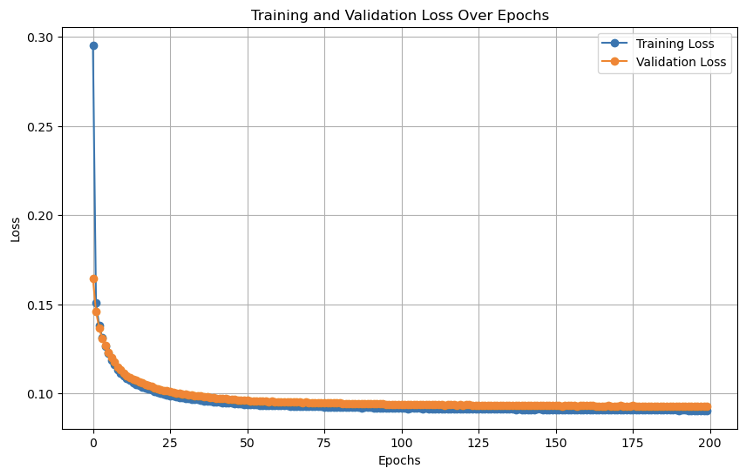 Training and Validation Loss Over Epochs
Training Loss
Validation Loss
0.30
0.25
0.20
0.15
0.10
Loss
0 25 50 75 100 125 150 175 200
Epochs